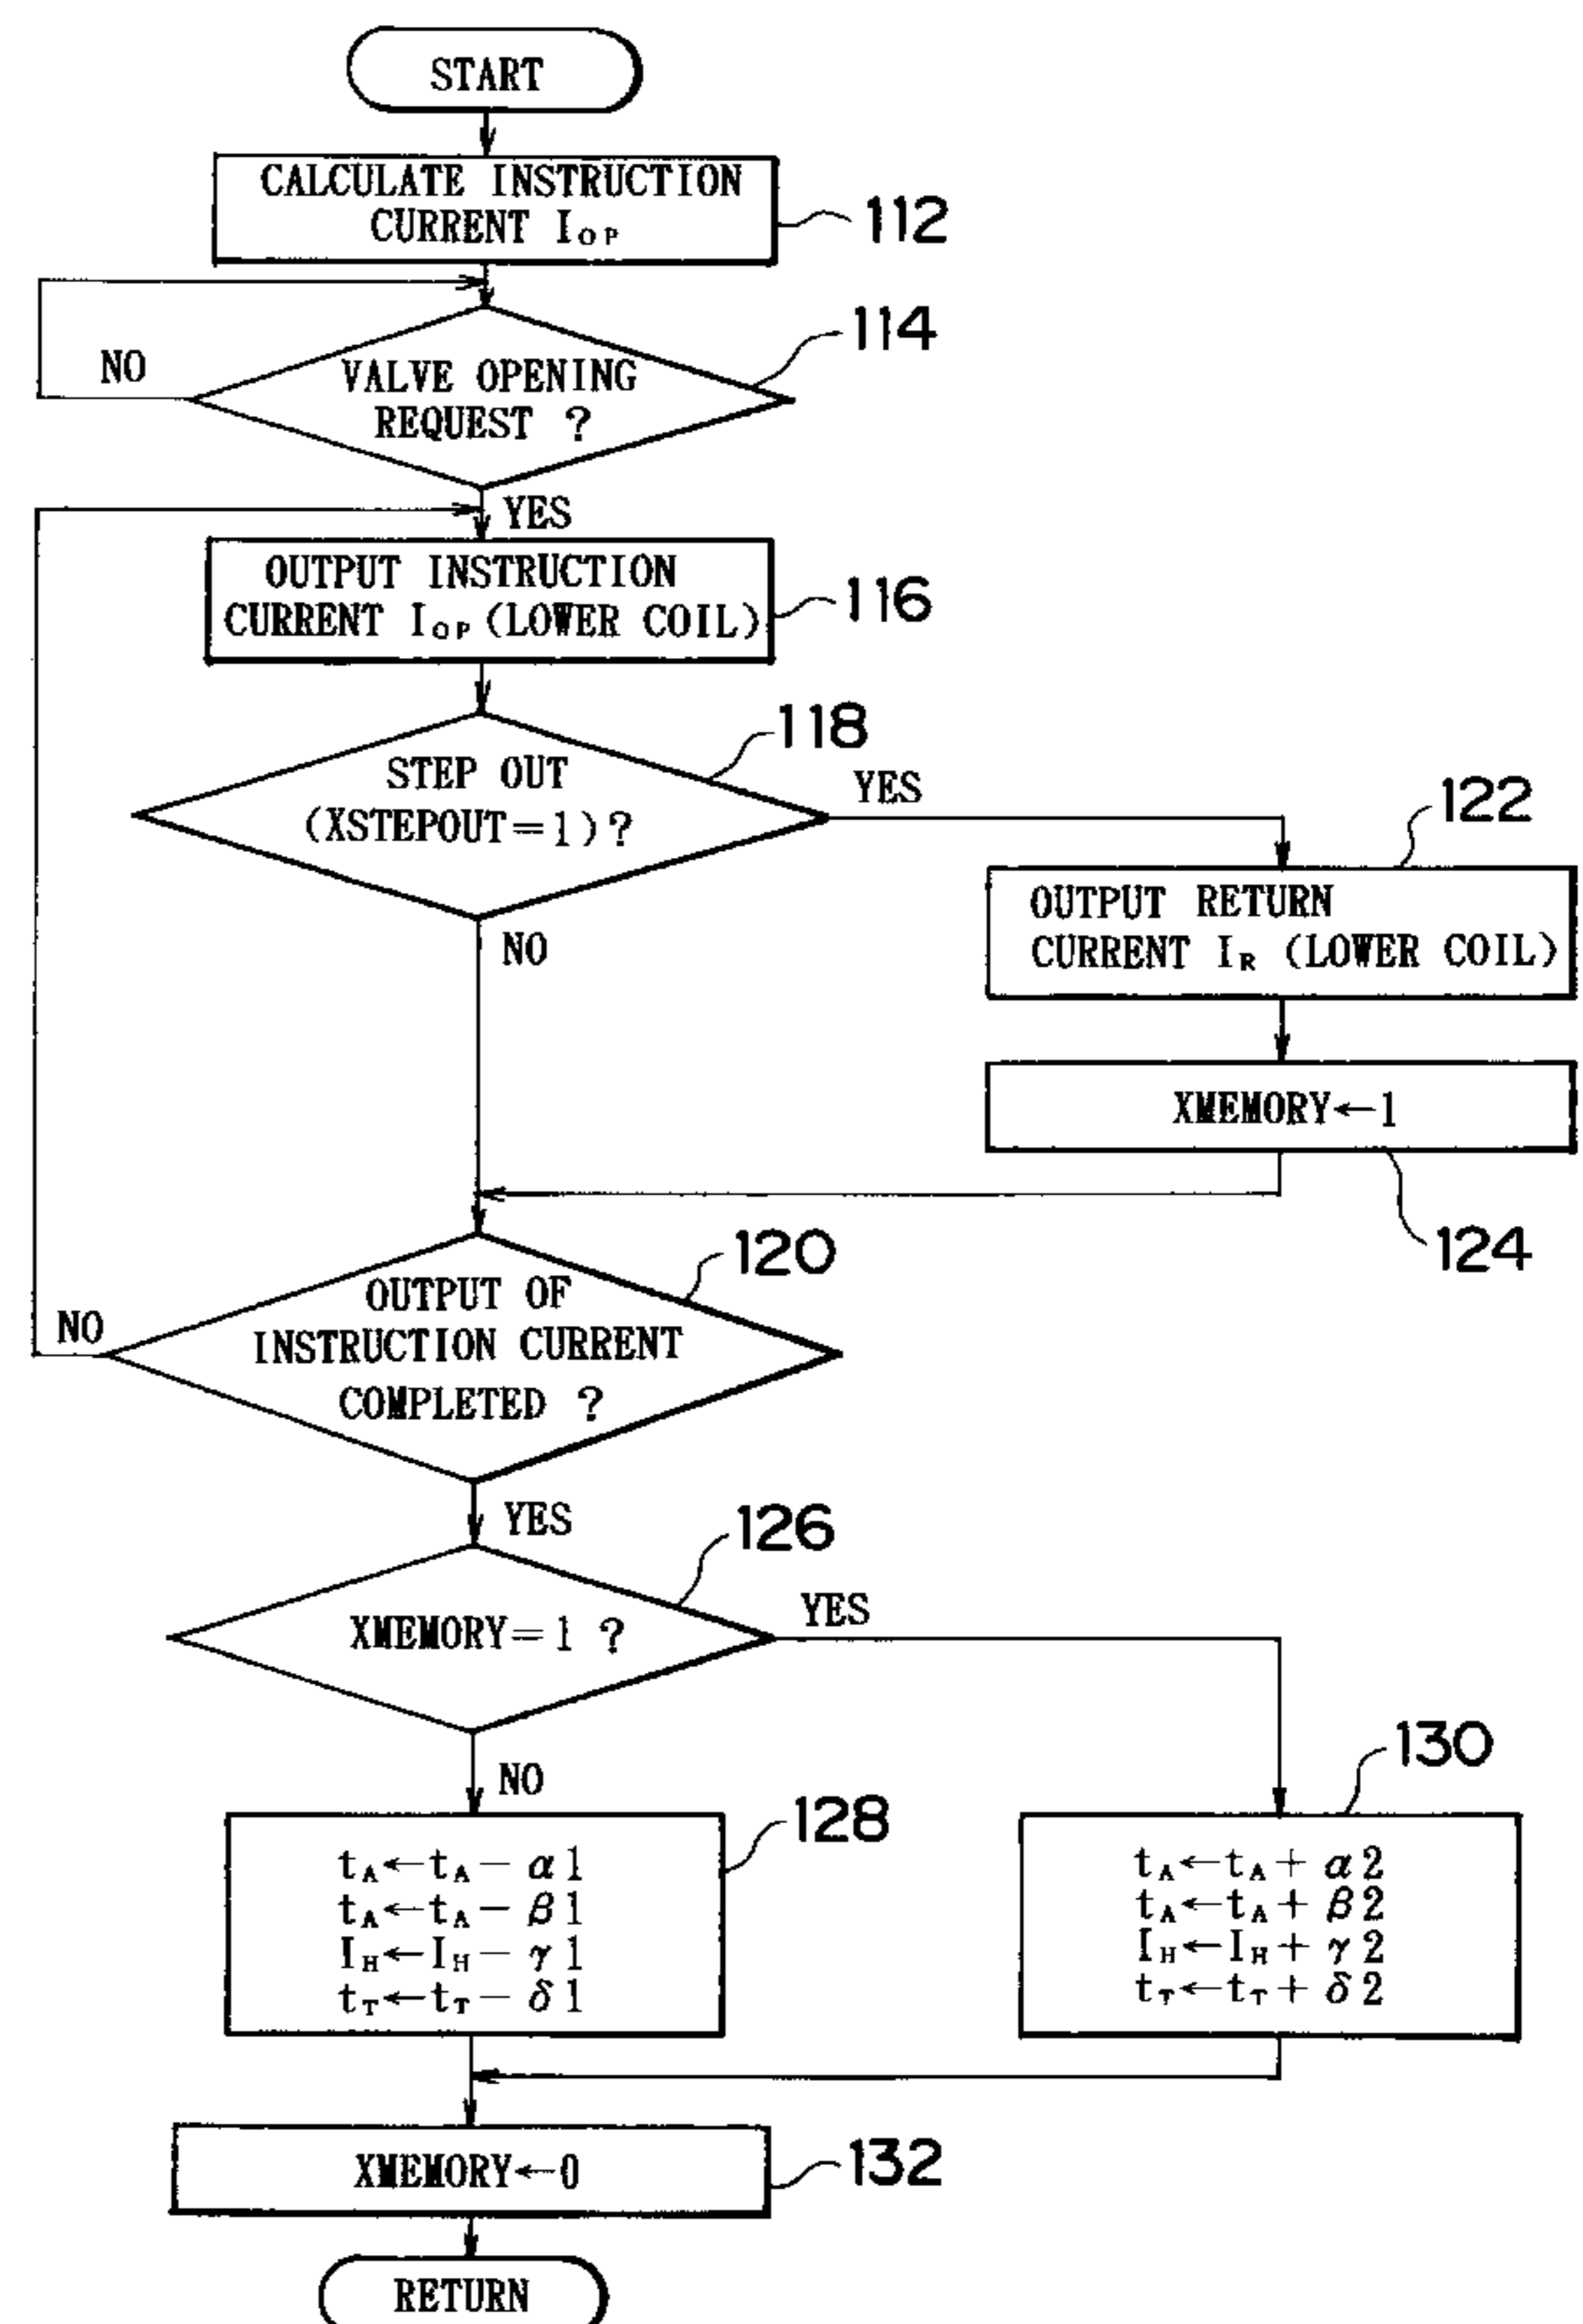 START
CALCULATE INSTRUCTION
CURRENT I_OP
112
114
VALVE OPENING
REQUEST ?
NO
YES
OUTPUT INSTRUCTION
CURRENT I_OP (LOWER COIL)
116
118
STEP OUT
(XSTEPOUT=1)?
YES
NO
122
OUTPUT RETURN
CURRENT I_R (LOWER COIL)
XMEMORY←1
124
120
OUTPUT OF
INSTRUCTION CURRENT
COMPLETED ?
NO
YES
126
XMEMORY=1 ?
YES
NO
128
t_A←t_A－α1
t_A←t_A－β1
I_H←I_H－γ1
t_T←t_T－δ1
130
t_A←t_A＋α2
t_A←t_A＋β2
I_H←I_H＋γ2
t_T←t_T＋δ2
XMEMORY←0
132
RETURN